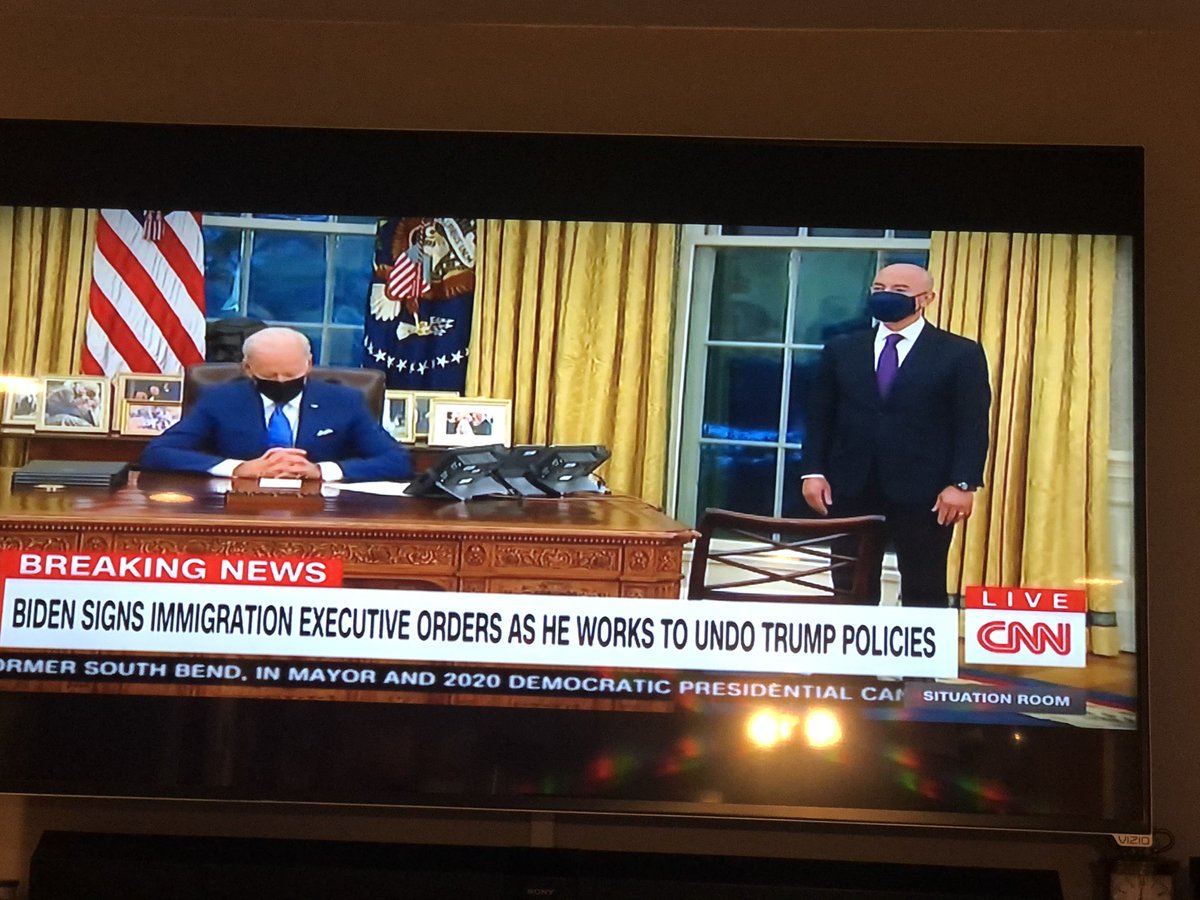 BREAKING NEWS
BIDEN SIGNS IMMIGRATION EXECUTIVE ORDERS AS HE WORKS TO UNDO TRUMP POLICIES
LIVE
CNN
ORMER SOUTH BEND, IN MAYOR AND 2020 DEMOCRATIC PRESIDENTIAL CA
SITUATION ROOM
VIZIO
SONY